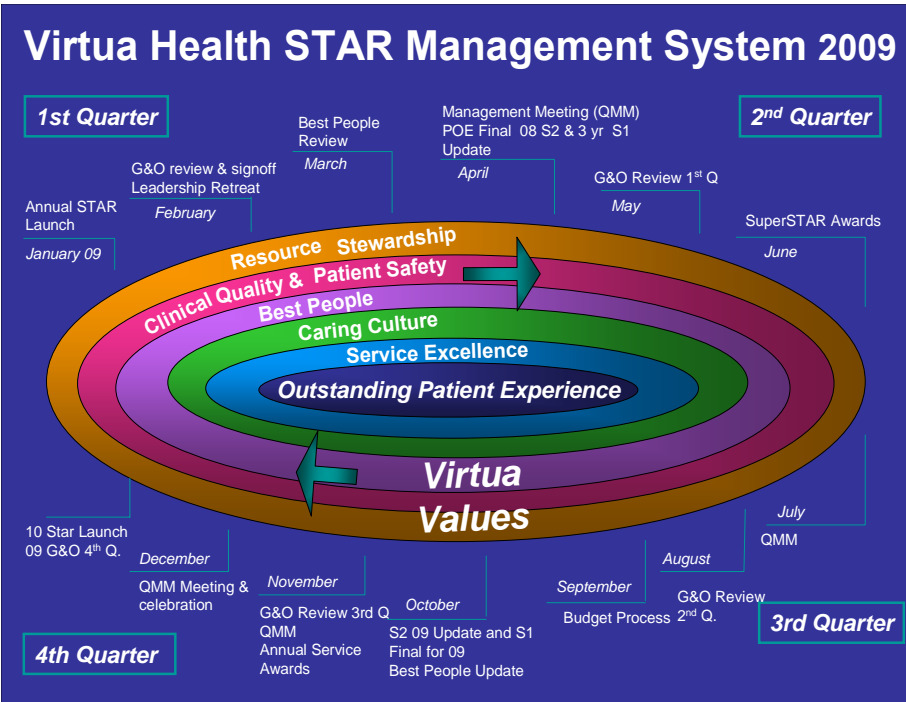 Virtua Health STAR Management System 2009
1st Quarter
2nd Quarter
Annual STAR
Launch
January 09
G&O review & signoff
Leadership Retreat
February
Best People
Review
March
Management Meeting (QMM)
POE Final 08 S2 & 3 yr S1
Update
April
G&O Review 1st Q
May
SuperSTAR Awards
June
Resource Stewardship
Clinical Quality & Patient Safety
Best People
Caring Culture
Service Excellence
Outstanding Patient Experience
Virtua
Values
July
QMM
August
G&O Review
2nd Q.
September
Budget Process
October
S2 09 Update and S1
Final for 09
Best People Update
November
G&O Review 3rd Q
QMM
Annual Service
Awards
December
QMM Meeting &
celebration
10 Star Launch
09 G&O 4th Q.
3rd Quarter
4th Quarter